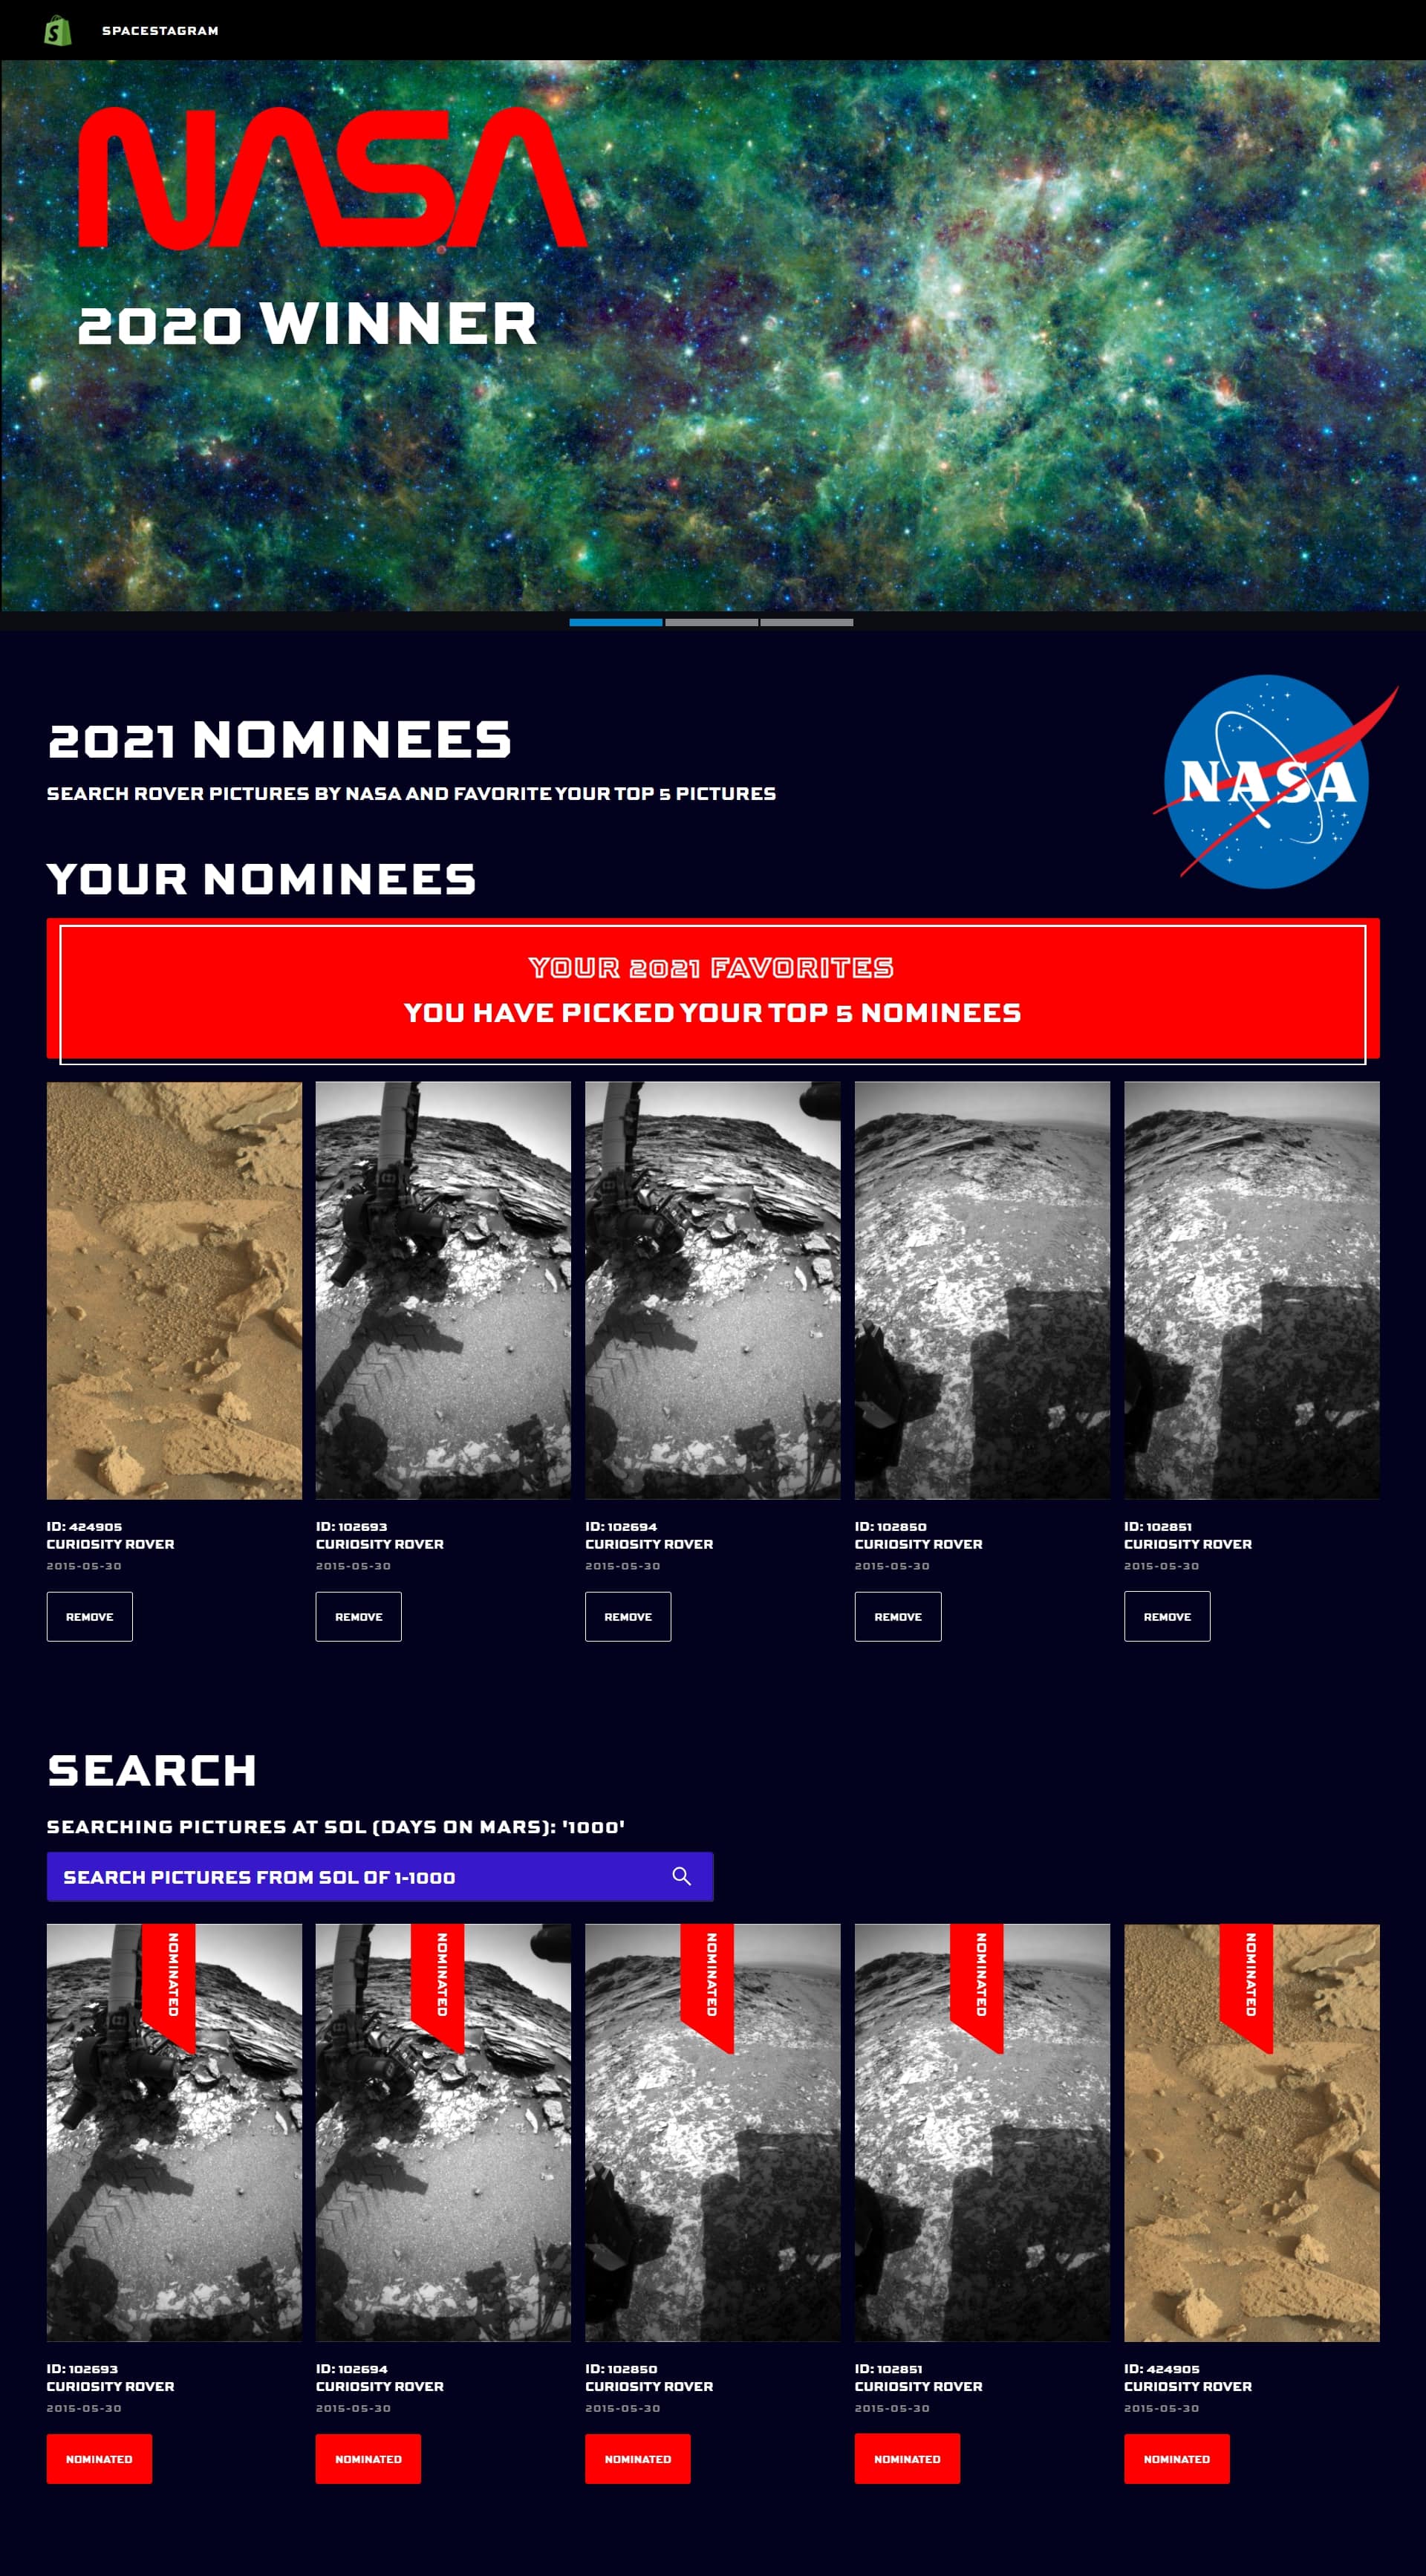 SPACESTAGRAM
NASA
2020 WINNER
2021 NOMINEES
SEARCH ROVER PICTURES BY NASA AND FAVORITE YOUR TOP 5 PICTURES
NASA
YOUR NOMINEES
YOUR 2021 FAVORITES
YOU HAVE PICKED YOUR TOP 5 NOMINEES
ID: 424905
CURIOSITY ROVER
2015-05-30
REMOVE
ID: 102693
CURIOSITY ROVER
2015-05-30
REMOVE
ID: 102694
CURIOSITY ROVER
2015-05-30
REMOVE
ID: 102850
CURIOSITY ROVER
2015-05-30
REMOVE
ID: 102851
CURIOSITY ROVER
2015-05-30
REMOVE
SEARCH
SEARCHING PICTURES AT SOL (DAYS ON MARS): '1000'
SEARCH PICTURES FROM SOL OF 1-1000
NOMINATED
ID: 102693
CURIOSITY ROVER
2015-05-30
NOMINATED
NOMINATED
ID: 102694
CURIOSITY ROVER
2015-05-30
NOMINATED
NOMINATED
ID: 102850
CURIOSITY ROVER
2015-05-30
NOMINATED
NOMINATED
ID: 102851
CURIOSITY ROVER
2015-05-30
NOMINATED
NOMINATED
ID: 424905
CURIOSITY ROVER
2015-05-30
NOMINATED